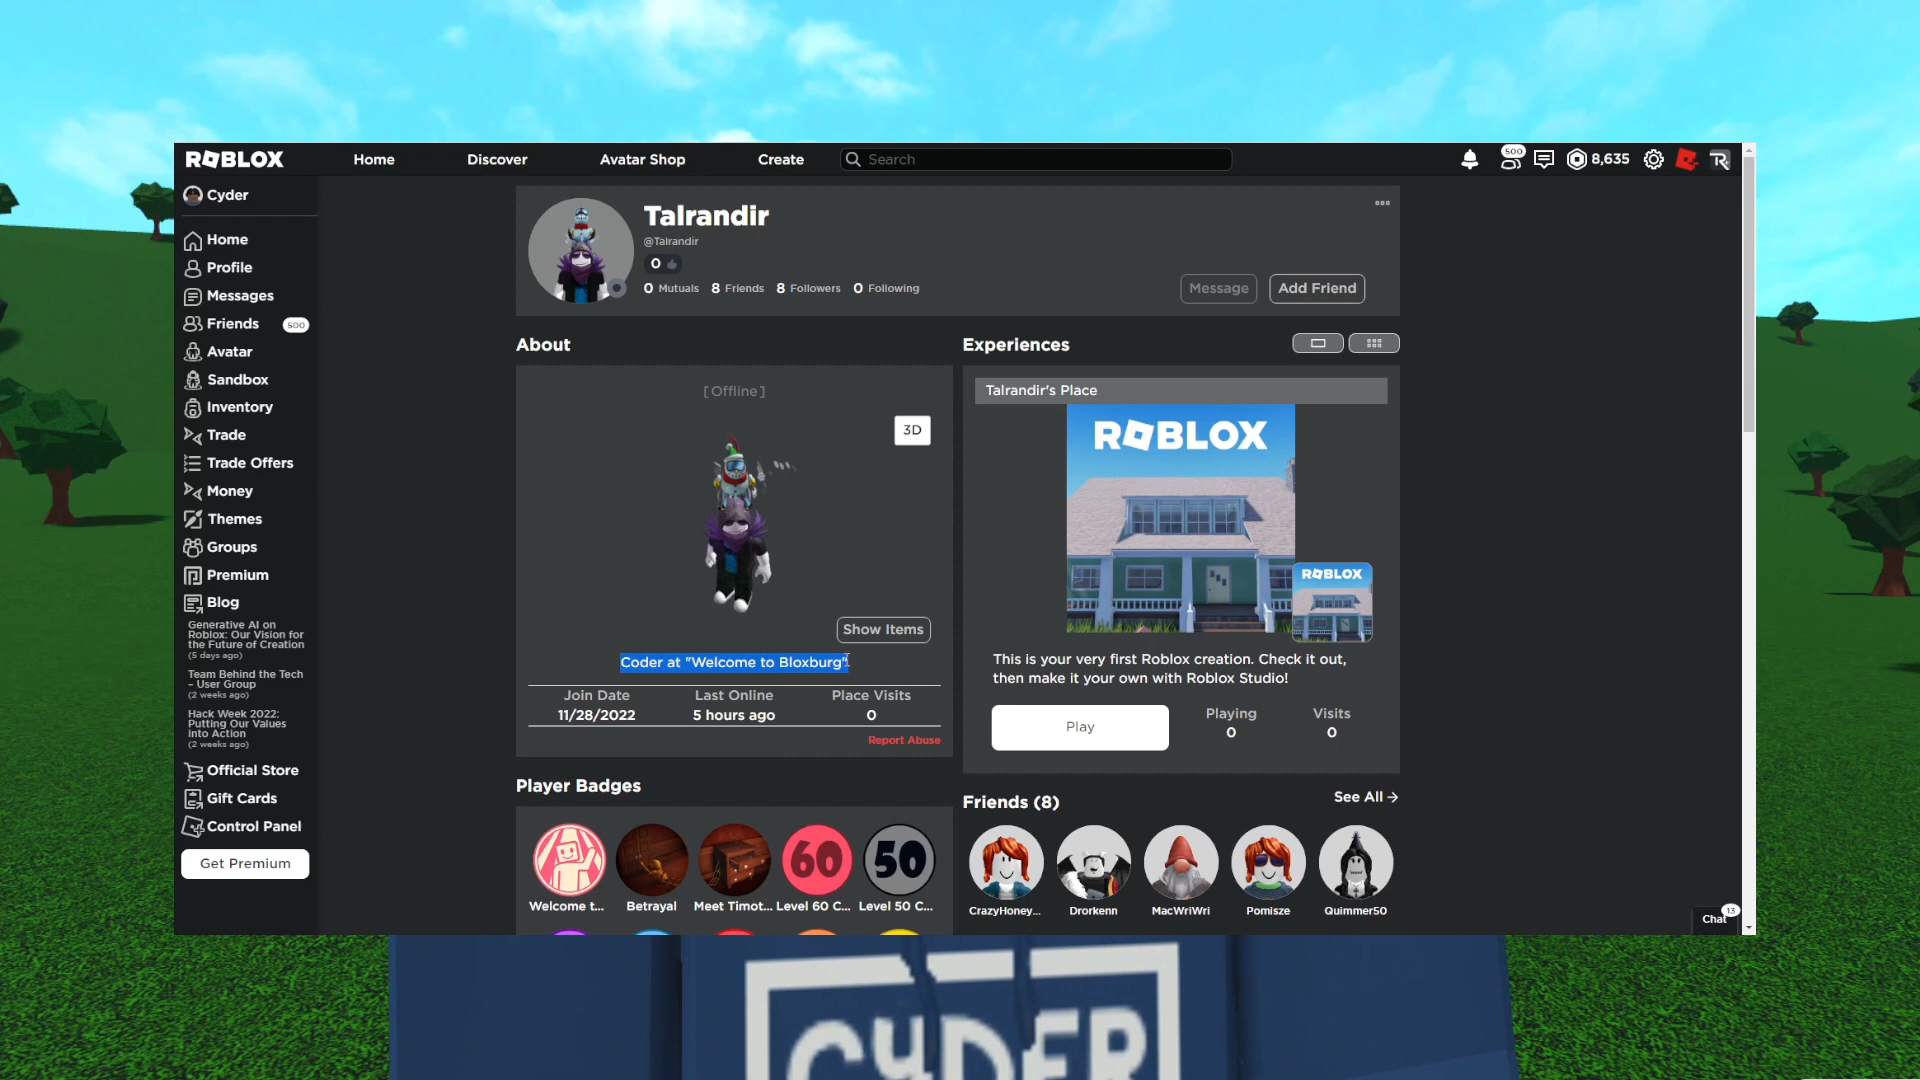 ROBLOX
Home
Discover
Avatar Shop
Create
Search
500
8,635
Cyder
Home
Profile
Messages
Friends
500
Avatar
Sandbox
Inventory
Trade
Trade Offers
Money
Themes
Groups
Premium
Blog
Generative AI on
Roblox: Our Vision for
the Future of Creation
(5 days ago)
Team Behind the Tech
– User Group
(2 weeks ago)
Hack Week 2022:
Putting Our Values
into Action
(2 weeks ago)
Official Store
Gift Cards
Control Panel
Get Premium
Talrandir
@Talrandir
0
0 Mutuals 8 Friends 8 Followers 0 Following
Message
Add Friend
About
[Offline]
3D
Show Items
Coder at "Welcome to Bloxburg".
Join Date
Last Online
Place Visits
11/28/2022
5 hours ago
0
Report Abuse
Player Badges
60
50
Welcome t...
Betrayal
Meet Timot...
Level 60 C...
Level 50 C...
Experiences
Talrandir's Place
ROBLOX
ROBLOX
This is your very first Roblox creation. Check it out,
then make it your own with Roblox Studio!
Play
Playing
Visits
0
0
Friends (8)
See All
CrazyHoney...
Drorkenn
MacWriWri
Pomisze
Quimmer50
Chat
13
CYDER